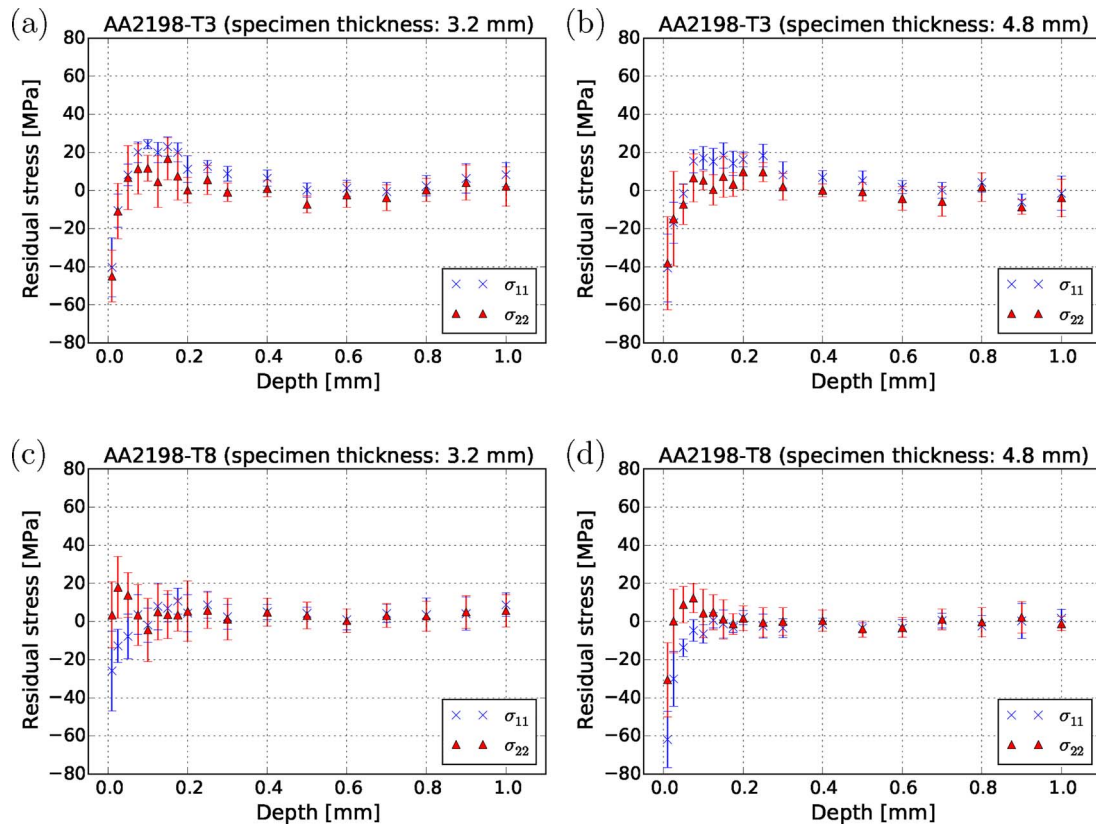 (a)
AA2198-T3 (specimen thickness: 3.2 mm)
80
60
40
20
0
−20
−40
−60
−80
Residual stress [MPa]
0.0 0.2 0.4 0.6 0.8 1.0
Depth [mm]
σ₁₁
σ₂₂
(b)
AA2198-T3 (specimen thickness: 4.8 mm)
80
60
40
20
0
−20
−40
−60
−80
Residual stress [MPa]
0.0 0.2 0.4 0.6 0.8 1.0
Depth [mm]
σ₁₁
σ₂₂
(c)
AA2198-T8 (specimen thickness: 3.2 mm)
80
60
40
20
0
−20
−40
−60
−80
Residual stress [MPa]
0.0 0.2 0.4 0.6 0.8 1.0
Depth [mm]
σ₁₁
σ₂₂
(d)
AA2198-T8 (specimen thickness: 4.8 mm)
80
60
40
20
0
−20
−40
−60
−80
Residual stress [MPa]
0.0 0.2 0.4 0.6 0.8 1.0
Depth [mm]
σ₁₁
σ₂₂